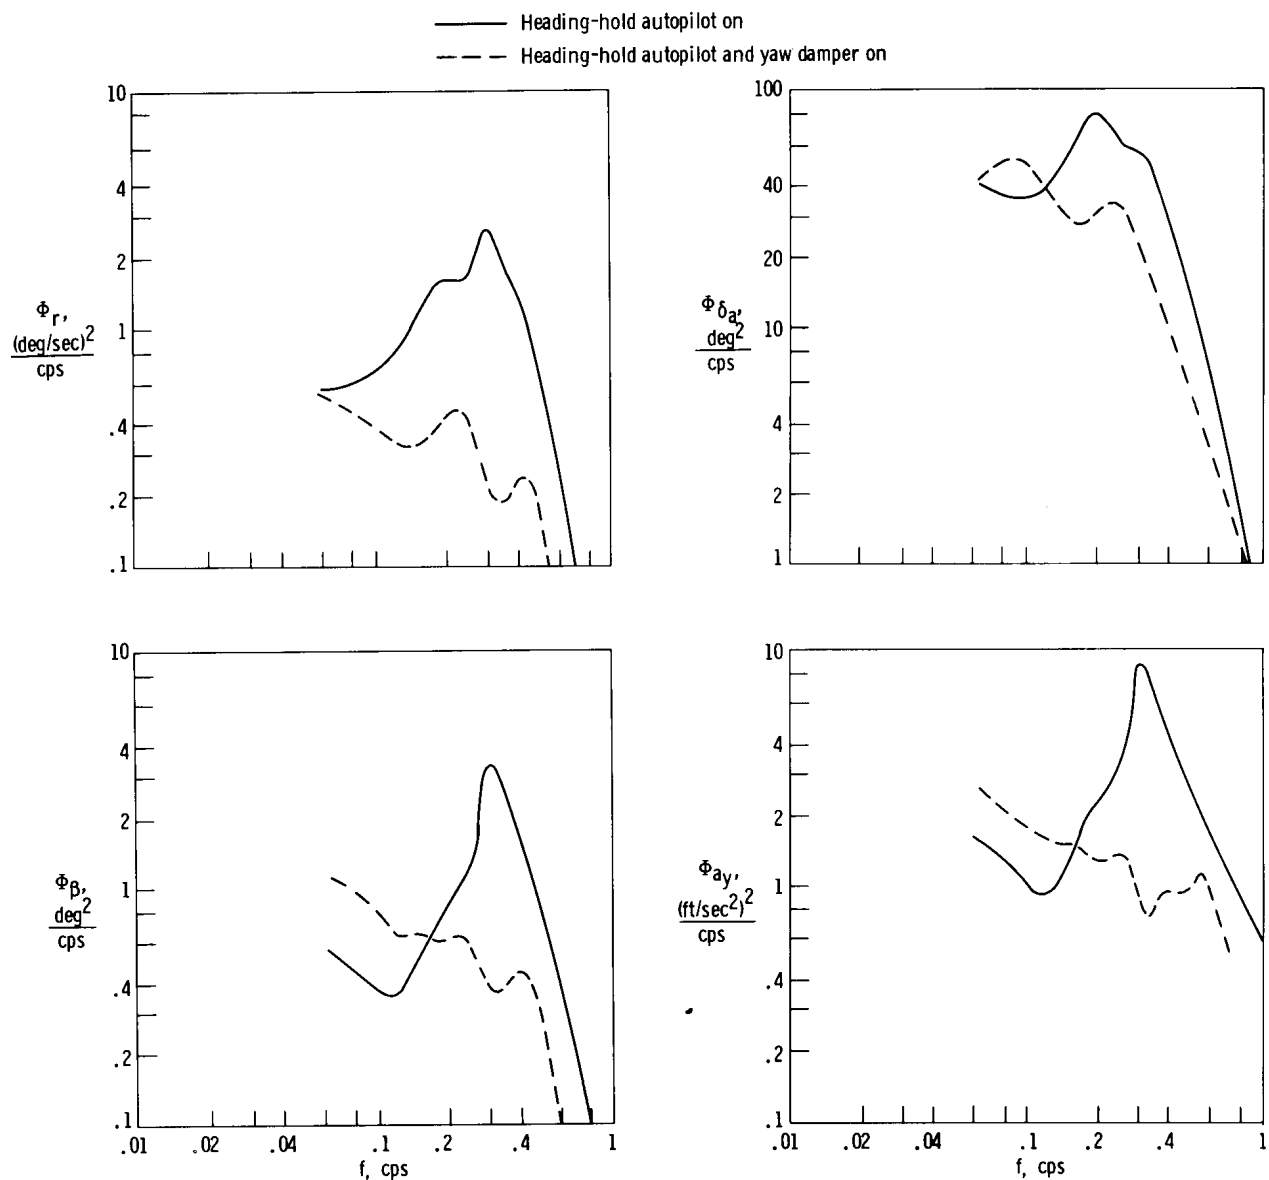 Heading-hold autopilot on
Heading-hold autopilot and yaw damper on
10
4
2
1
.4
.2
.1
Φr,
(deg/sec)²
cps
100
40
20
10
4
2
1
Φδa,
deg²
cps
10
4
2
1
.4
.2
.1
Φβ,
deg²
cps
.01 .02 .04 .1 .2 .4 1
f, cps
10
4
2
1
.4
.2
.1
Φay,
(ft/sec²)²
cps
.01 .02 .04 .1 .2 .4 1
f, cps